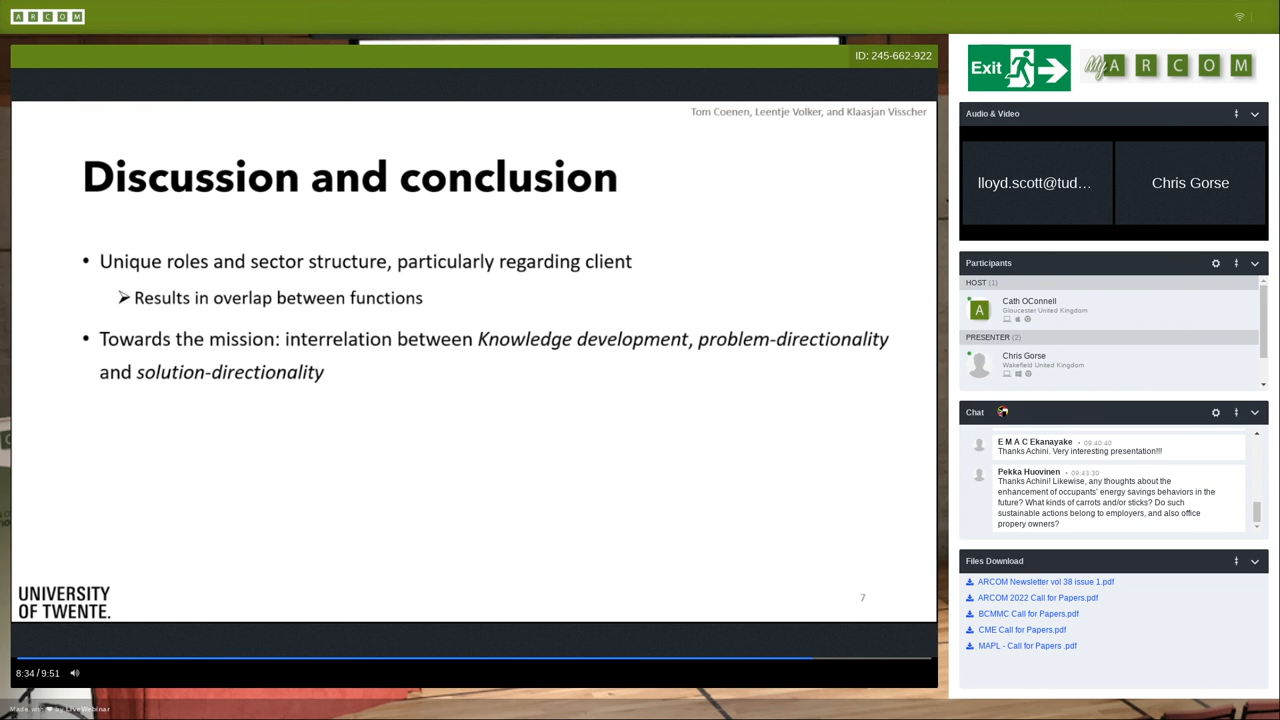 A R C O M
ID: 245-662-922
Tom Coenen, Leentje Volker, and Klaasjan Visscher
Discussion and conclusion
• Unique roles and sector structure, particularly regarding client
➢ Results in overlap between functions
• Towards the mission: interrelation between Knowledge development, problem-directionality
and solution-directionality
UNIVERSITY
OF TWENTE.
7
8:34 / 9:51
Made with ❤ by LiveWebinar
Exit
My A R C O M
Audio & Video
lloyd.scott@tud...
Chris Gorse
Participants
HOST (1)
A
Cath OConnell
Gloucester United Kingdom
PRESENTER (2)
Chris Gorse
Wakefield United Kingdom
Chat
E M A C Ekanayake • 09:40:40
Thanks Achini. Very interesting presentation!!!
Pekka Huovinen • 09:43:30
Thanks Achini! Likewise, any thoughts about the
enhancement of occupants' energy savings behaviors in the
future? What kinds of carrots and/or sticks? Do such
sustainable actions belong to employers, and also office
propery owners?
Files Download
ARCOM Newsletter vol 38 issue 1.pdf
ARCOM 2022 Call for Papers.pdf
BCMMC Call for Papers.pdf
CME Call for Papers.pdf
MAPL - Call for Papers .pdf